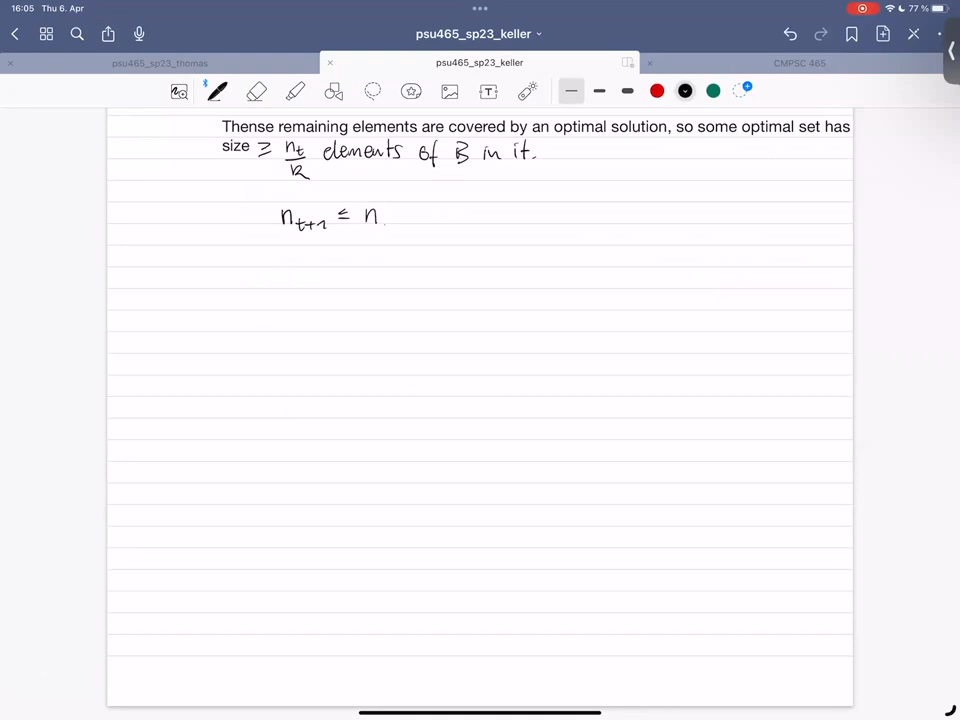 16:05 Thu 6. Apr
77 %
psu465_sp23_keller
psu465_sp23_thomas
psu465_sp23_keller
CMPSC 465
Thense remaining elements are covered by an optimal solution, so some optimal set has
size ≥ n_t/k elements of B in it.
n_{t+1} ≤ n